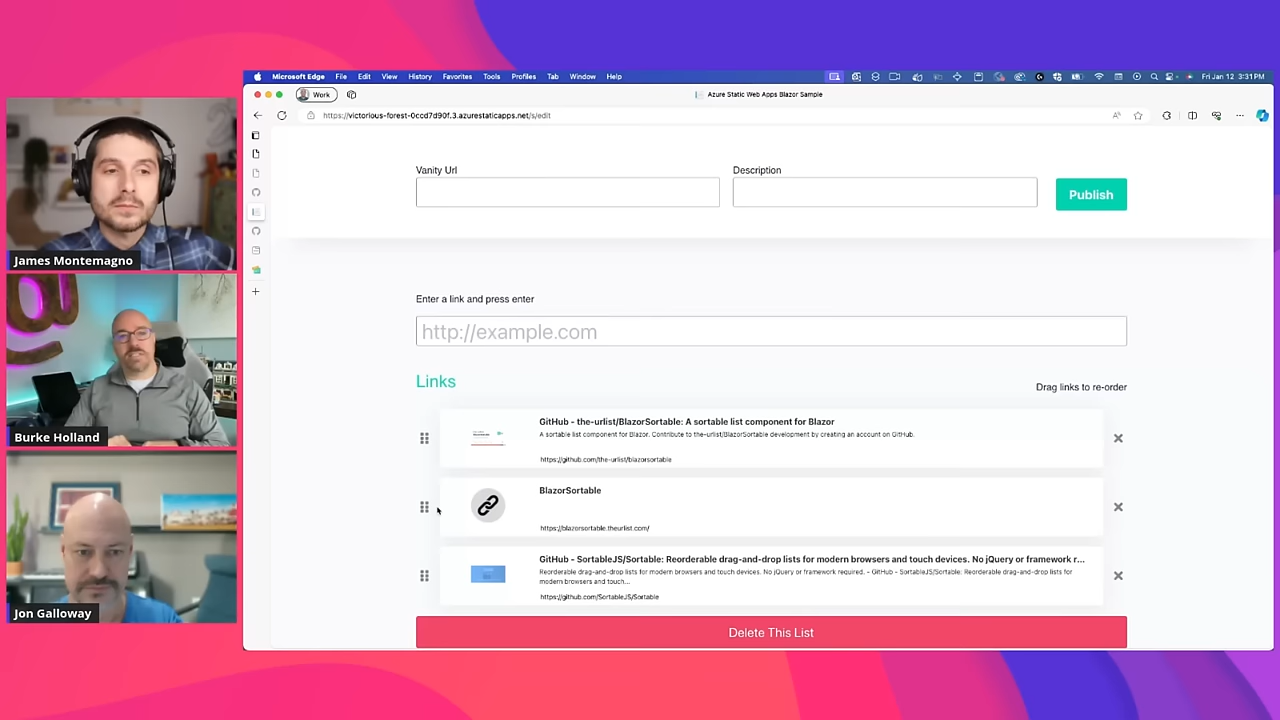 Microsoft Edge File Edit View History Favorites Tools Profiles Tab Window Help Fri Jan 12 3:31 PM
Work
Azure Static Web Apps Blazor Sample
https://victorious-forest-0ccd7d90f.3.azurestaticapps.net/s/edit
Vanity Url
Description
Publish
Enter a link and press enter
http://example.com
Links
Drag links to re-order
GitHub - the-urlist/BlazorSortable: A sortable list component for Blazor
A sortable list component for Blazor. Contribute to the-urlist/BlazorSortable development by creating an account on GitHub.
https://github.com/the-urlist/blazorsortable
BlazorSortable
https://blazorsortable.theurlist.com/
GitHub - SortableJS/Sortable: Reorderable drag-and-drop lists for modern browsers and touch devices. No jQuery or framework r...
Reorderable drag-and-drop lists for modern browsers and touch devices. No jQuery or framework required. - GitHub - SortableJS/Sortable: Reorderable drag-and-drop lists for
modern browsers and touch...
https://github.com/SortableJS/Sortable
Delete This List
James Montemagno
Burke Holland
Jon Galloway